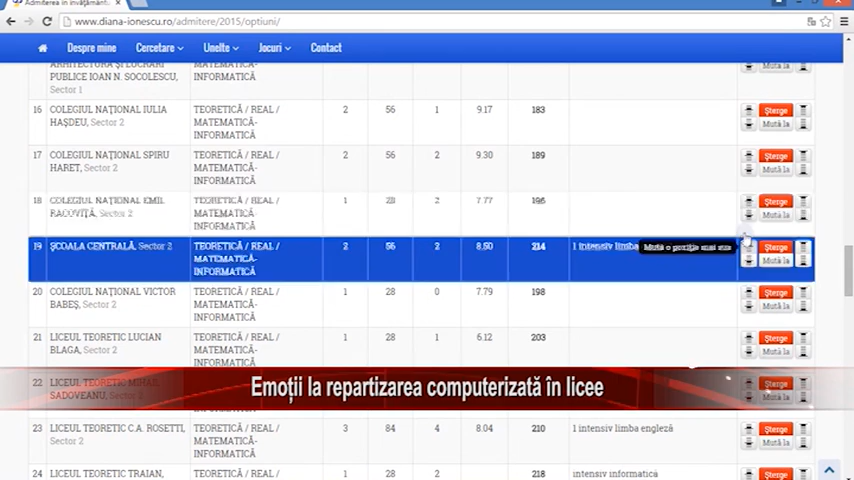 Admiterea în învățământ
www.diana-ionescu.ro/admitere/2015/optiuni/
Despre mine Cercetare Unelte Jocuri Contact
ARHITECTURĂ ȘI LUCRĂRI
PUBLICE IOAN N. SOCOLESCU,
Sector 1
MATEMATICĂ-
INFORMATICĂ
Mută la
16 COLEGIUL NAȚIONAL IULIA
HAȘDEU, Sector 2
TEORETICĂ / REAL /
MATEMATICĂ-
INFORMATICĂ
2 56 1 9.17 183
Șterge
Mută la
17 COLEGIUL NAȚIONAL SPIRU
HARET, Sector 2
TEORETICĂ / REAL /
MATEMATICĂ-
INFORMATICĂ
2 56 2 9.30 189
Șterge
Mută la
18 COLEGIUL NAȚIONAL EMIL
RACOVIȚĂ, Sector 2
TEORETICĂ / REAL /
MATEMATICĂ-
INFORMATICĂ
1 28 2 7.77 196
Șterge
Mută la
19 ȘCOALA CENTRALĂ, Sector 2
TEORETICĂ / REAL /
MATEMATICĂ-
INFORMATICĂ
2 56 2 8.50 214 1 intensiv limba
Mută o poziție mai sus
Șterge
Mută la
20 COLEGIUL NAȚIONAL VICTOR
BABEȘ, Sector 2
TEORETICĂ / REAL /
MATEMATICĂ-
INFORMATICĂ
1 28 0 7.79 198
Șterge
Mută la
21 LICEUL TEORETIC LUCIAN
BLAGA, Sector 2
TEORETICĂ / REAL /
MATEMATICĂ-
INFORMATICĂ
1 28 1 6.12 203
Șterge
Mută la
22 LICEUL TEORETIC MIHAIL
SADOVEANU, Sector 2
Șterge
Mută la
Emoții la repartizarea computerizată în licee
23 LICEUL TEORETIC C.A. ROSETTI,
Sector 2
TEORETICĂ / REAL /
MATEMATICĂ-
INFORMATICĂ
3 84 4 8.04 210 1 intensiv limba engleză
Șterge
Mută la
24 LICEUL TEORETIC TRAIAN,
TEORETICĂ / REAL /
1 28 2 218 intensiv informatică
Șterge